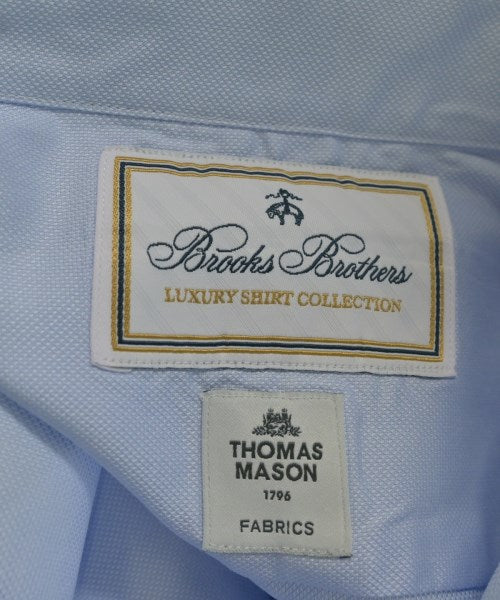 Brooks Brothers
LUXURY SHIRT COLLECTION
THOMAS
MASON
1796
FABRICS